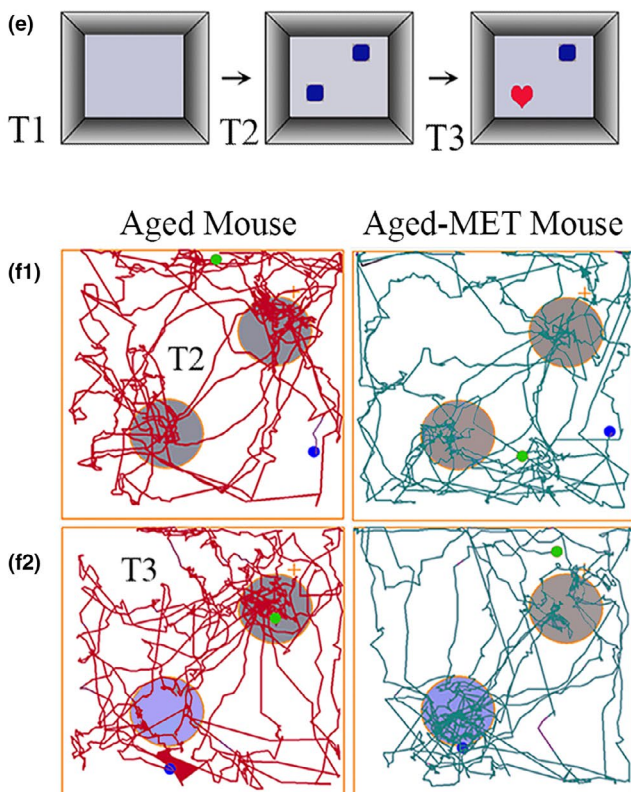 (e)
T1
T2
T3
Aged Mouse
Aged-MET Mouse
(f1)
T2
(f2)
T3